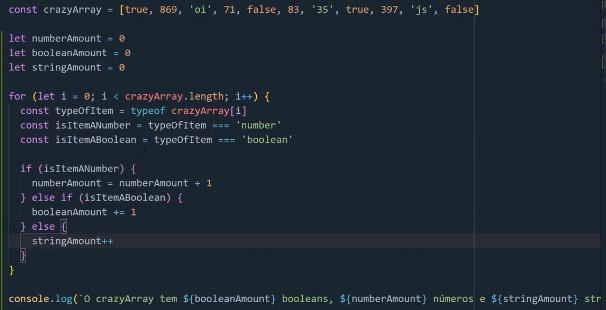 const crazyArray = [true, 869, 'oi', 71, false, 83, '35', true, 397, 'js', false]
let numberAmount = 0
let booleanAmount = 0
let stringAmount = 0
for (let i = 0; i < crazyArray.length; i++) {
const typeOfItem = typeof crazyArray[i]
const isItemANumber = typeOfItem === 'number'
const isItemABoolean = typeOfItem === 'boolean'
if (isItemANumber) {
numberAmount = numberAmount + 1
} else if (isItemABoolean) {
booleanAmount += 1
} else {
stringAmount++
}
}
console.log(`O crazyArray tem ${booleanAmount} booleans, ${numberAmount} números e ${stringAmount} str